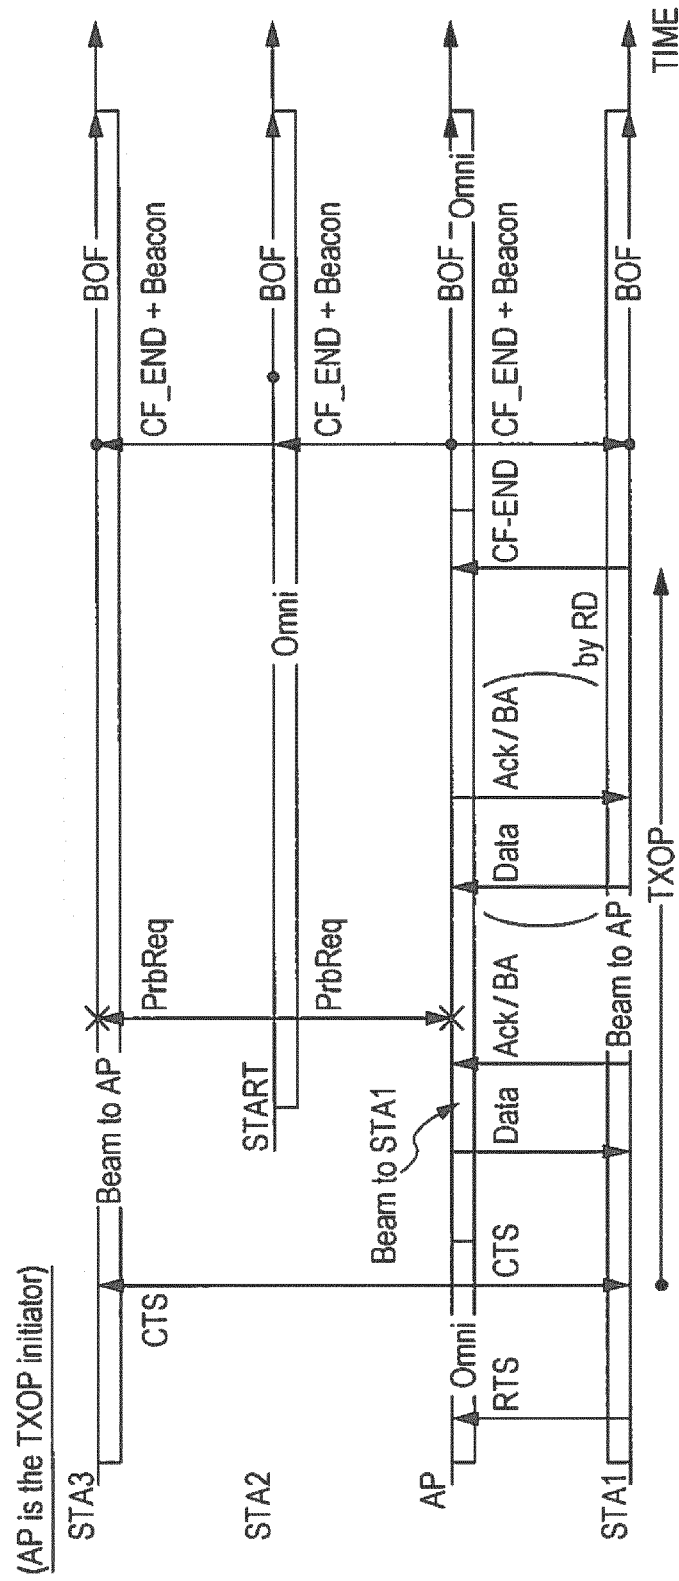 (AP is the TXOP initiator)
STA3
Beam to AP
CTS
PrbReq
CF_END + Beacon
BOF
STA2
START
PrbReq
Omni
CF_END + Beacon
BOF
AP
Omni
Beam to STA1
BOF
Omni
RTS
CTS
Data
Ack/BA
( Data
Ack/BA )
by RD
CF-END
CF_END + Beacon
STA1
Beam to AP
BOF
TXOP
TIME